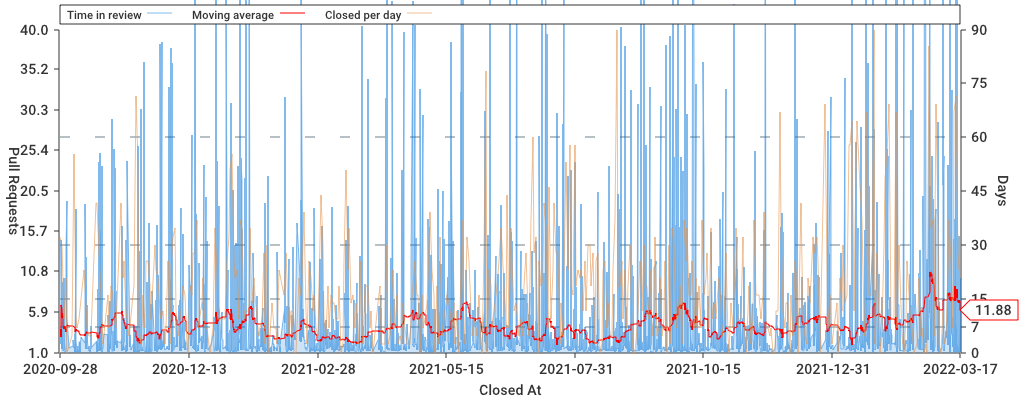 Time in review Moving average Closed per day
40.0 90
35.2 75
30.3 60
25.4 45
20.5 30
15.7 15
10.8 7
5.9 0
1.0
11.88
Pull Requests
Days
2020-09-28 2020-12-13 2021-02-28 2021-05-15 2021-07-31 2021-10-15 2021-12-31 2022-03-17
Closed At